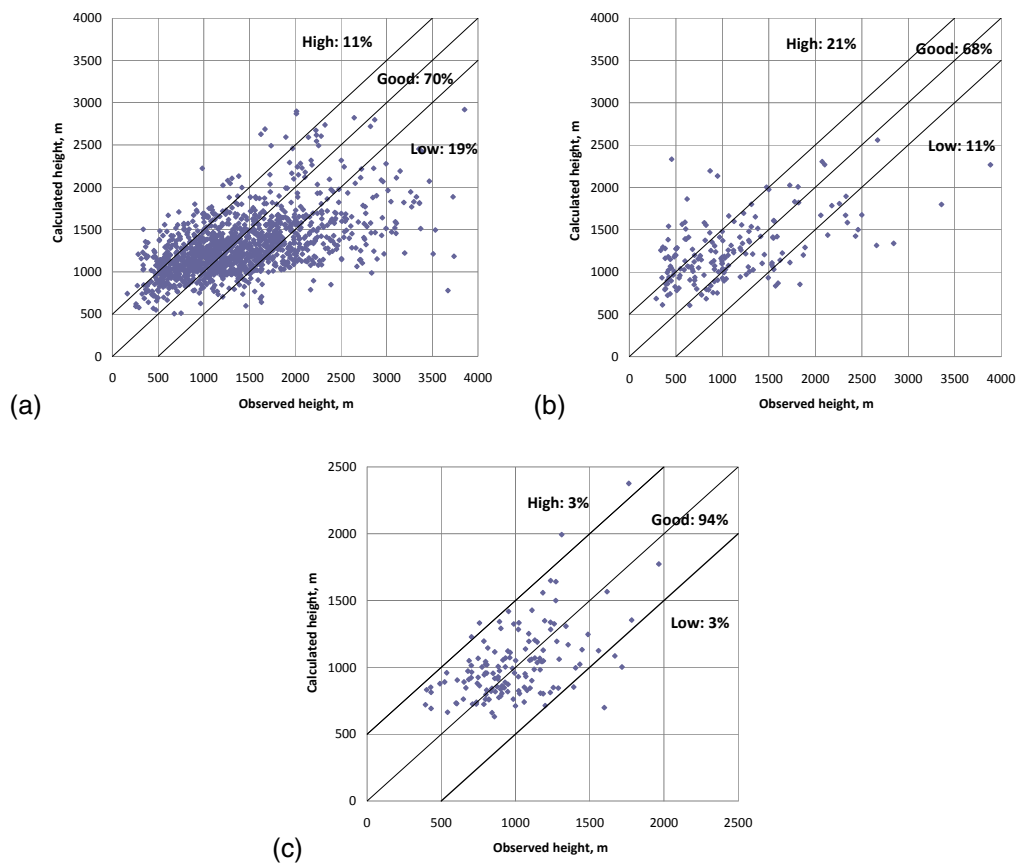 4000
High: 11%
3500
Good: 70%
3000
Low: 19%
2500
2000
1500
1000
500
0
Calculated height, m
0 500 1000 1500 2000 2500 3000 3500 4000
Observed height, m
(a)
4000
High: 21%
Good: 68%
3500
3000
Low: 11%
2500
2000
1500
1000
500
0
Calculated height, m
0 500 1000 1500 2000 2500 3000 3500 4000
Observed height, m
(b)
2500
High: 3%
Good: 94%
2000
Low: 3%
1500
1000
500
0
Calculated height, m
0 500 1000 1500 2000 2500
Observed height, m
(c)